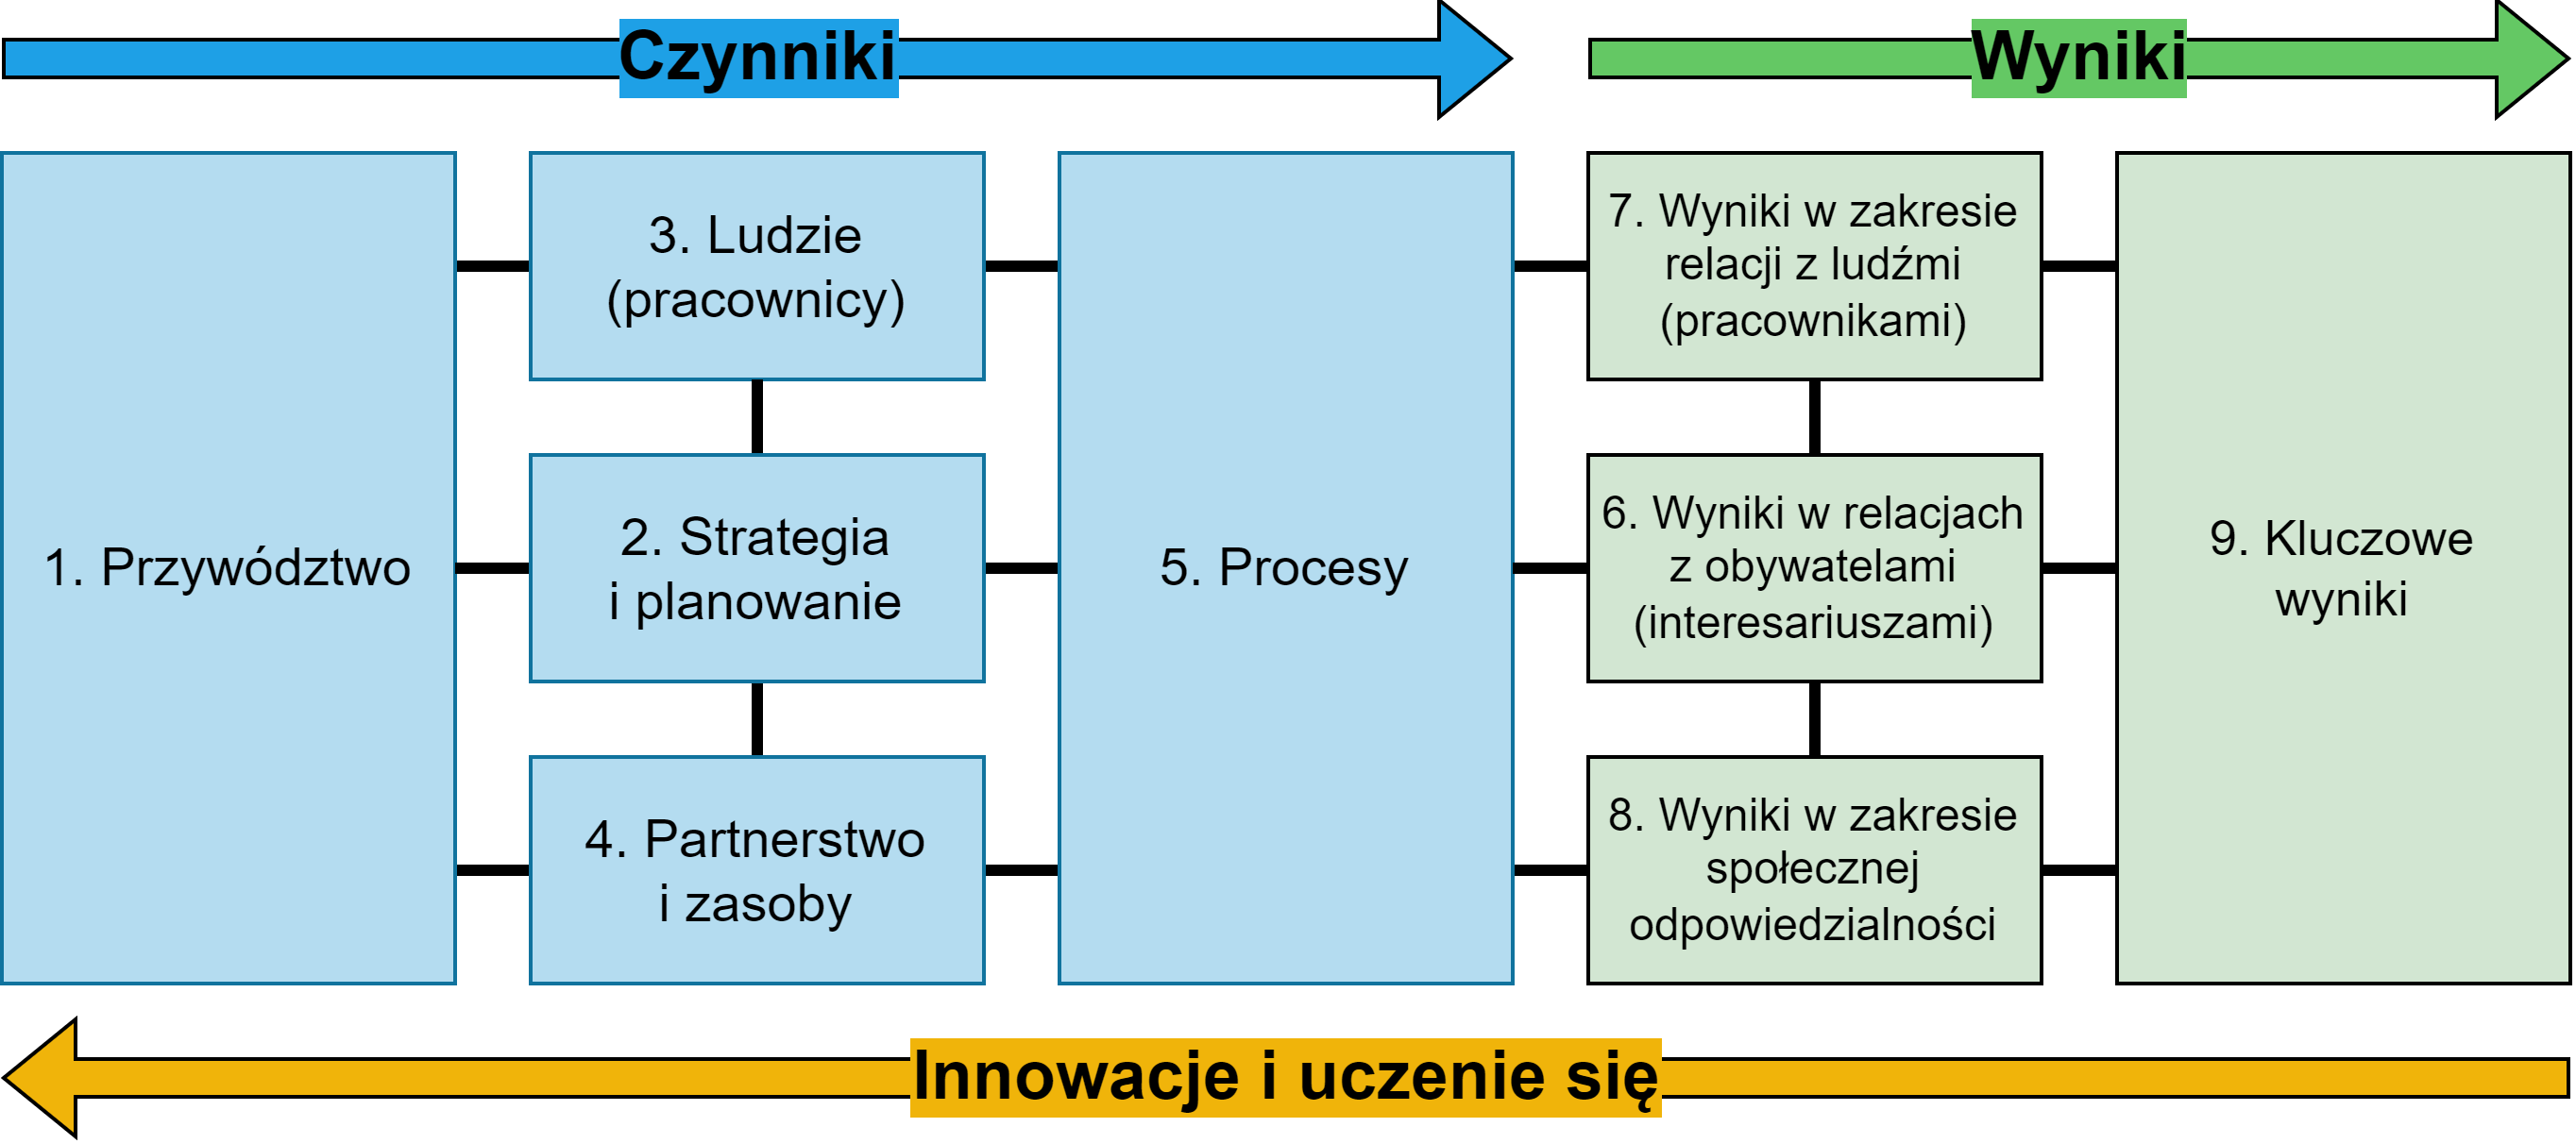 Czynniki
Wyniki
1. Przywództwo
3. Ludzie
(pracownicy)
2. Strategia
i planowanie
4. Partnerstwo
i zasoby
5. Procesy
7. Wyniki w zakresie
relacji z ludźmi
(pracownikami)
6. Wyniki w relacjach
z obywatelami
(interesariuszami)
8. Wyniki w zakresie
społecznej
odpowiedzialności
9. Kluczowe
wyniki
Innowacje i uczenie się